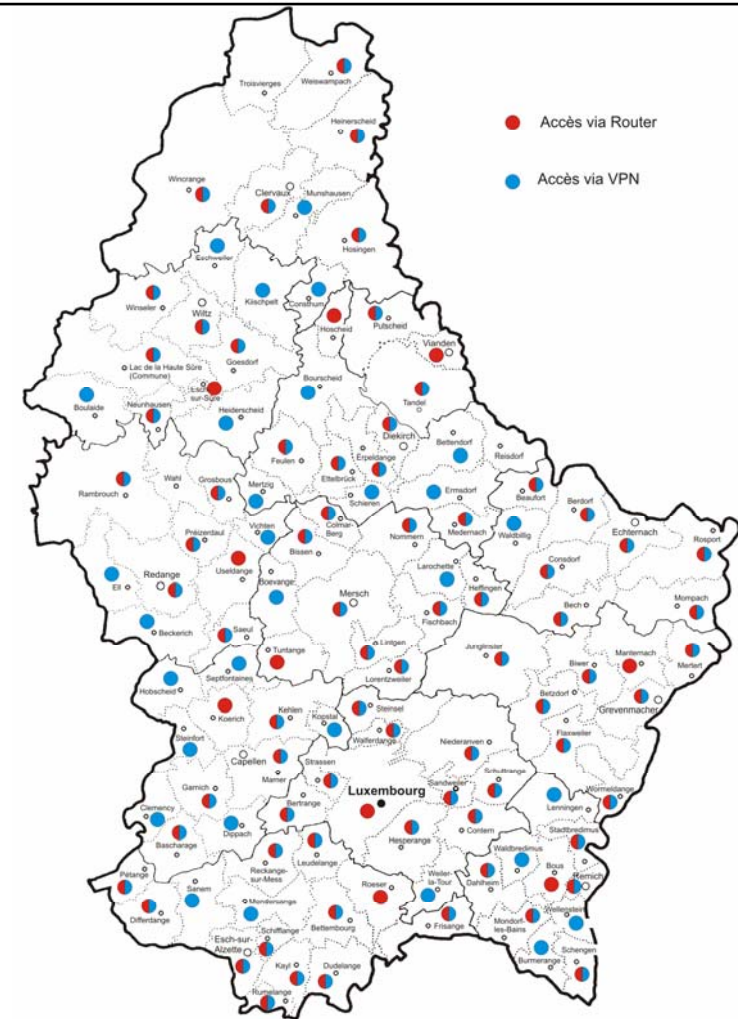 Troisvierges
Weiswampach
Accès via Router
Heinerscheid
Accès via VPN
Wincrange
Clervaux
Munshausen
Hosingen
Eschweiler
Winseler
Wiltz
Kiischpelt
Consthum
Hoscheid
Putscheid
Vianden
Lac de la Haute Sûre
(Commune)
Goesdorf
Esch-
sur-Sûre
Bourscheid
Tandel
Boulaide
Neunhausen
Heiderscheid
Diekirch
Bettendorf
Reisdorf
Feulen
Erpeldange
Ettelbrück
Rambrouch
Wahl
Grosbous
Mertzig
Schieren
Ermsdorf
Beaufort
Berdorf
Echternach
Rosport
Préizerdaul
Vichten
Colmar-
Berg
Bissen
Nommern
Medernach
Waldbillig
Consdorf
Useldange
Boevange
Larochette
Heffingen
Ell
Redange
Mersch
Fischbach
Bech
Mompach
Beckerich
Saeul
Tuntange
Lintgen
Lorentzweiler
Junglinster
Biwer
Manternach
Mertert
Septfontaines
Hobscheid
Betzdorf
Grevenmacher
Koerich
Kehlen
Kopstal
Steinsel
Walferdange
Niederanven
Flaxweiler
Steinfort
Capellen
Mamer
Strassen
Luxembourg
Sandweiler
Schuttrange
Wormeldange
Garnich
Bertrange
Lenningen
Clemency
Dippach
Hesperange
Contern
Stadtbredimus
Bascharage
Leudelange
Waldbredimus
Bous
Remich
Pétange
Sanem
Reckange-
sur-Mess
Roeser
Weiler-
la-Tour
Dahlheim
Differdange
Mondercange
Bettembourg
Frisange
Mondorf-
les-Bains
Wellenstein
Schifflange
Esch-sur-
Alzette
Kayl
Dudelange
Burmerange
Schengen
Rumelange